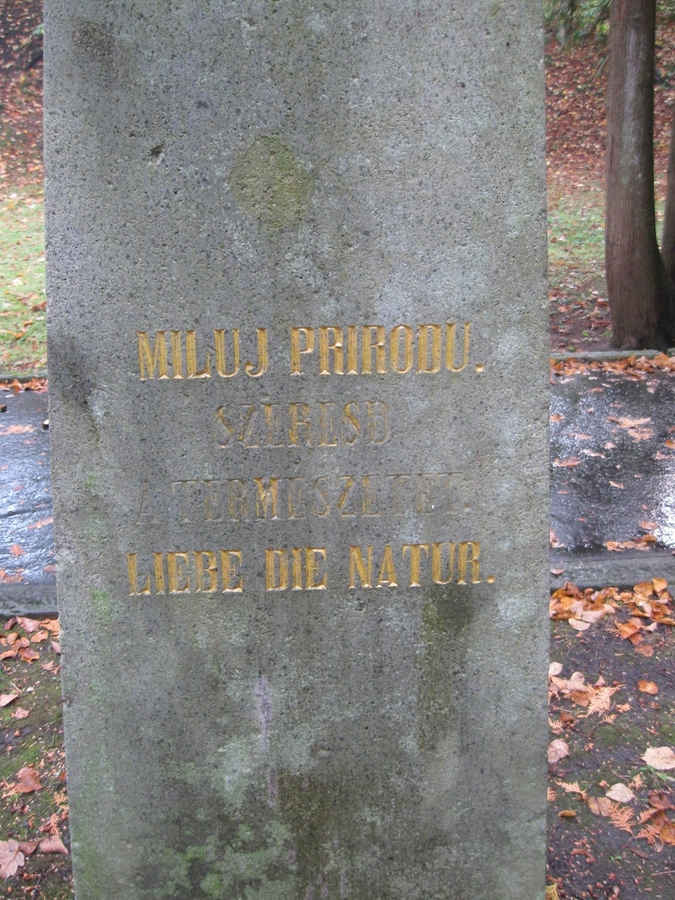 MILUJ PRIRODU.
SZERESD
A TERMÉSZETET.
LIEBE DIE NATUR.